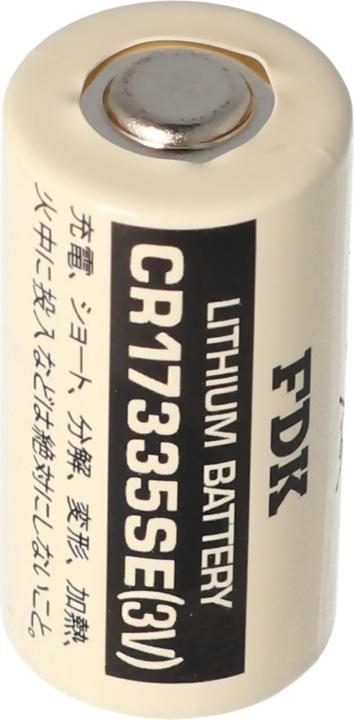 FDK
LITHIUM BATTERY
CR17335SE(3V)
充電、ショート、分解、変形、加熱、
火中に投入などは絶対にしないこと。